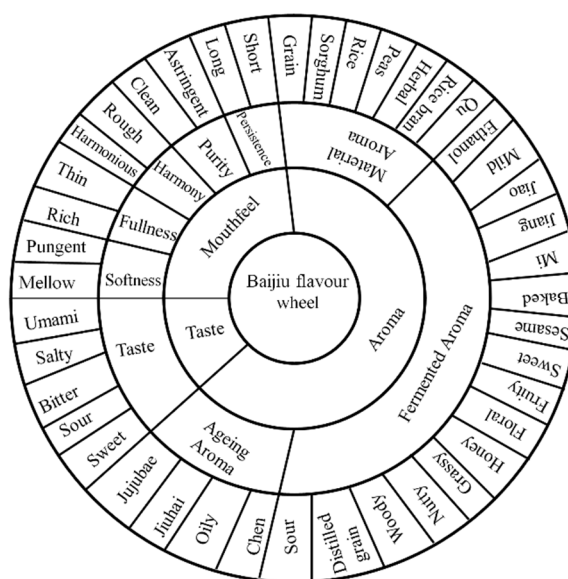 Baijiu flavour
wheel
Aroma
Taste
Mouthfeel
Material
Aroma
Fermented Aroma
Ageing
Aroma
Taste
Softness
Fullness
Harmony
Purity
Persistence
Grain
Sorghum
Rice
Peas
Herbal
Rice bran
Qu
Ethanol
Mild
Jiao
Jiang
Mi
Baked
Sesame
Sweet
Fruity
Floral
Honey
Grassy
Nutty
Woody
Distilled
grain
Sour
Chen
Oily
Jiuhai
Jujubae
Sweet
Sour
Bitter
Salty
Umami
Mellow
Pungent
Rich
Thin
Harmonious
Rough
Clean
Astringent
Long
Short